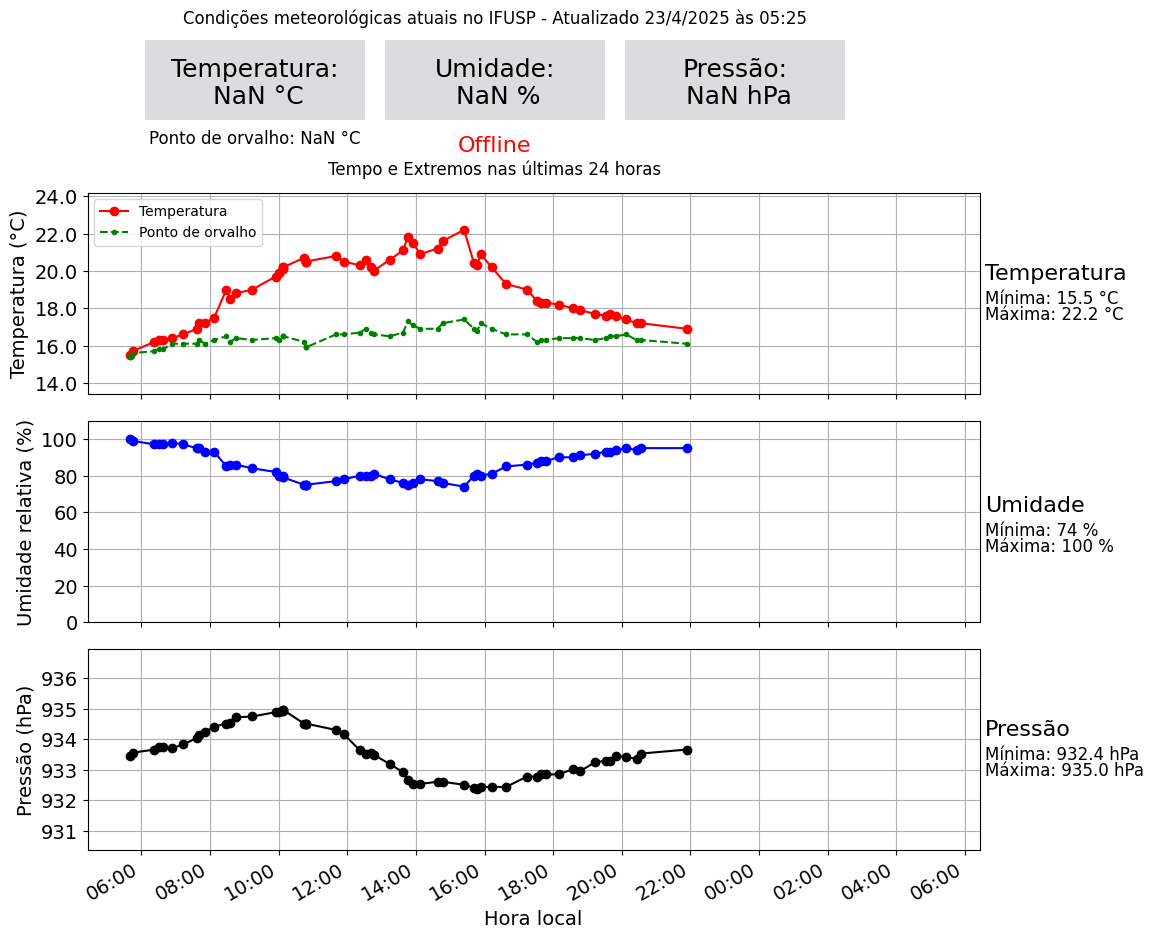 Condições meteorológicas atuais no IFUSP - Atualizado 23/4/2025 às 05:25
Temperatura:
NaN °C
Umidade:
NaN %
Pressão:
NaN hPa
Ponto de orvalho: NaN °C
Offline
Tempo e Extremos nas últimas 24 horas
Temperatura (°C)
24.0
22.0
20.0
18.0
16.0
14.0
Temperatura
Ponto de orvalho
Temperatura
Mínima: 15.5 °C
Máxima: 22.2 °C
Umidade relativa (%)
100
80
60
40
20
0
Umidade
Mínima: 74 %
Máxima: 100 %
Pressão (hPa)
936
935
934
933
932
931
Pressão
Mínima: 932.4 hPa
Máxima: 935.0 hPa
06:00
08:00
10:00
12:00
14:00
16:00
18:00
20:00
22:00
00:00
02:00
04:00
06:00
Hora local